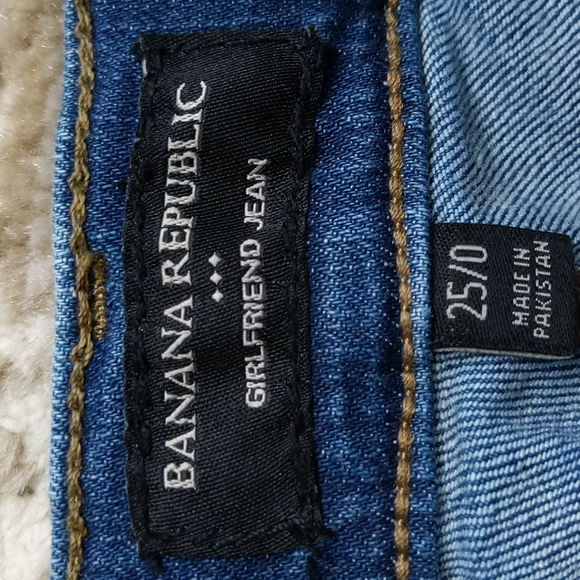 BANANA REPUBLIC
GIRLFRIEND JEAN
25/0
MADE IN
PAKISTAN